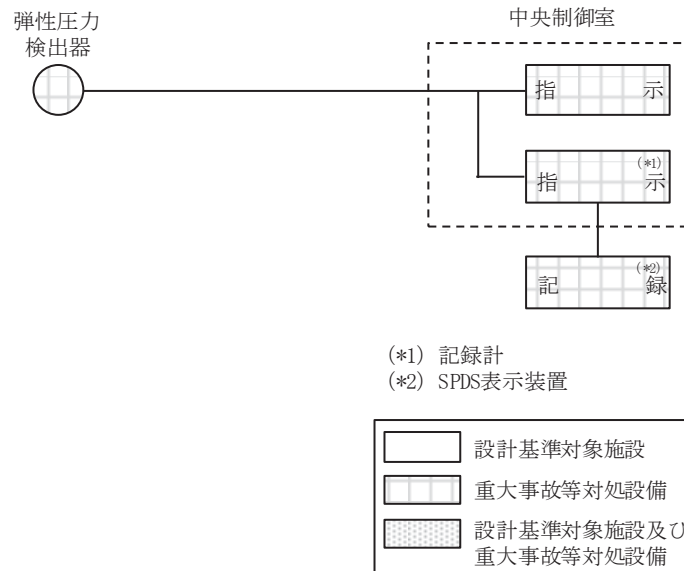 弾性圧力
検出器
中央制御室
指 示
指 示(*1)
記 録(*2)
(*1) 記録計
(*2) SPDS表示装置
設計基準対象施設
重大事故等対処設備
設計基準対象施設及び
重大事故等対処設備